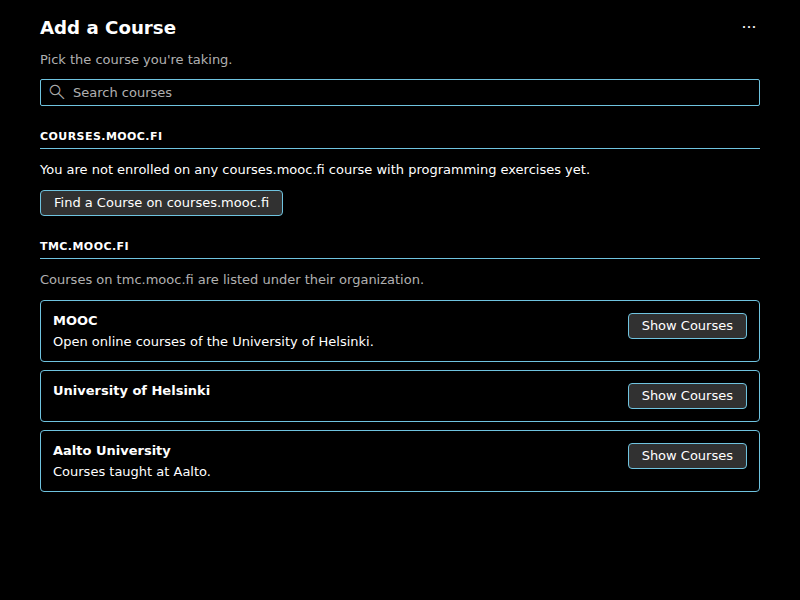 Add a Course
Pick the course you're taking.
Search courses
COURSES.MOOC.FI
You are not enrolled on any courses.mooc.fi course with programming exercises yet.
Find a Course on courses.mooc.fi
TMC.MOOC.FI
Courses on tmc.mooc.fi are listed under their organization.
MOOC
Show Courses
Open online courses of the University of Helsinki.
University of Helsinki
Show Courses
Aalto University
Show Courses
Courses taught at Aalto.